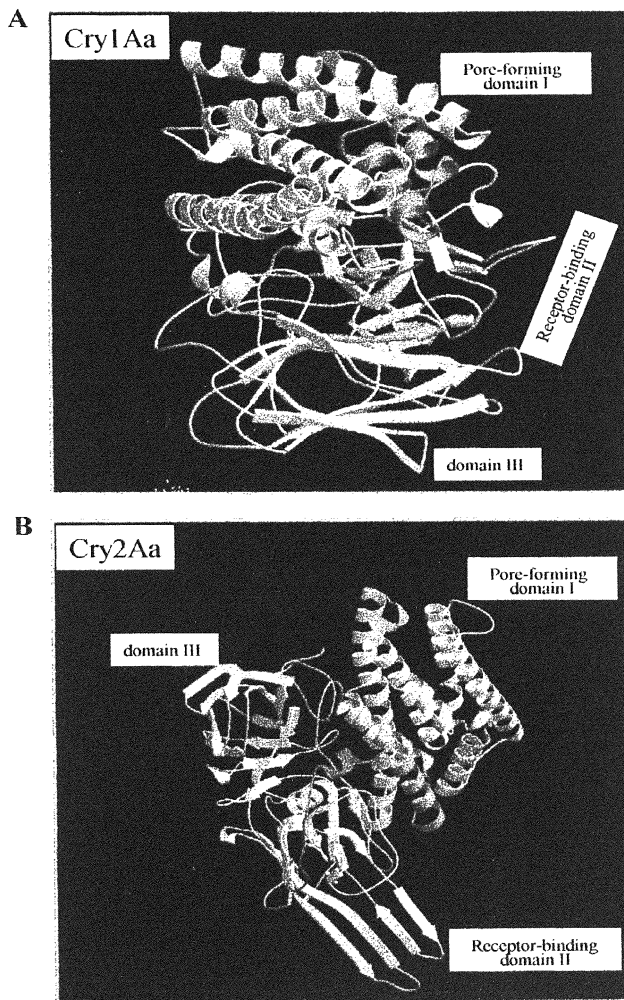 A
Cry1Aa
Pore-forming
domain I
Receptor-binding
domain II
domain III
B
Cry2Aa
Pore-forming
domain I
domain III
Receptor-binding
domain II